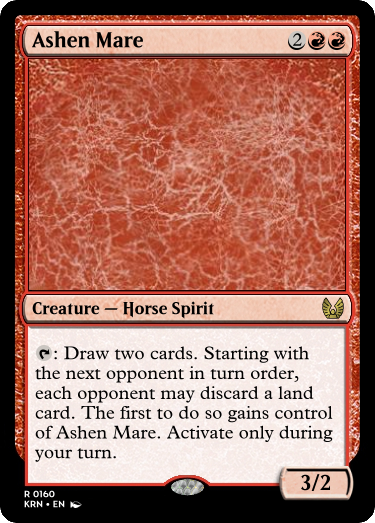 Ashen Mare 2
Creature — Horse Spirit
: Draw two cards. Starting with
the next opponent in turn order,
each opponent may discard a land
card. The first to do so gains control
of Ashen Mare. Activate only during
your turn.
3/2
R 0160
KRN • EN